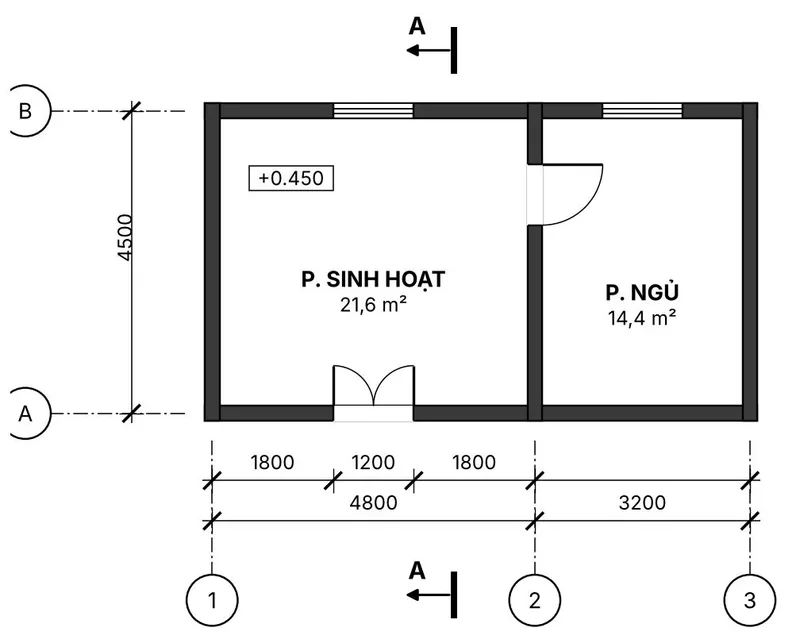 A
B
+0.450
4500
P. SINH HOẠT
21,6 m²
P. NGỦ
14,4 m²
A
1800 1200 1800
4800 3200
A
1 2 3